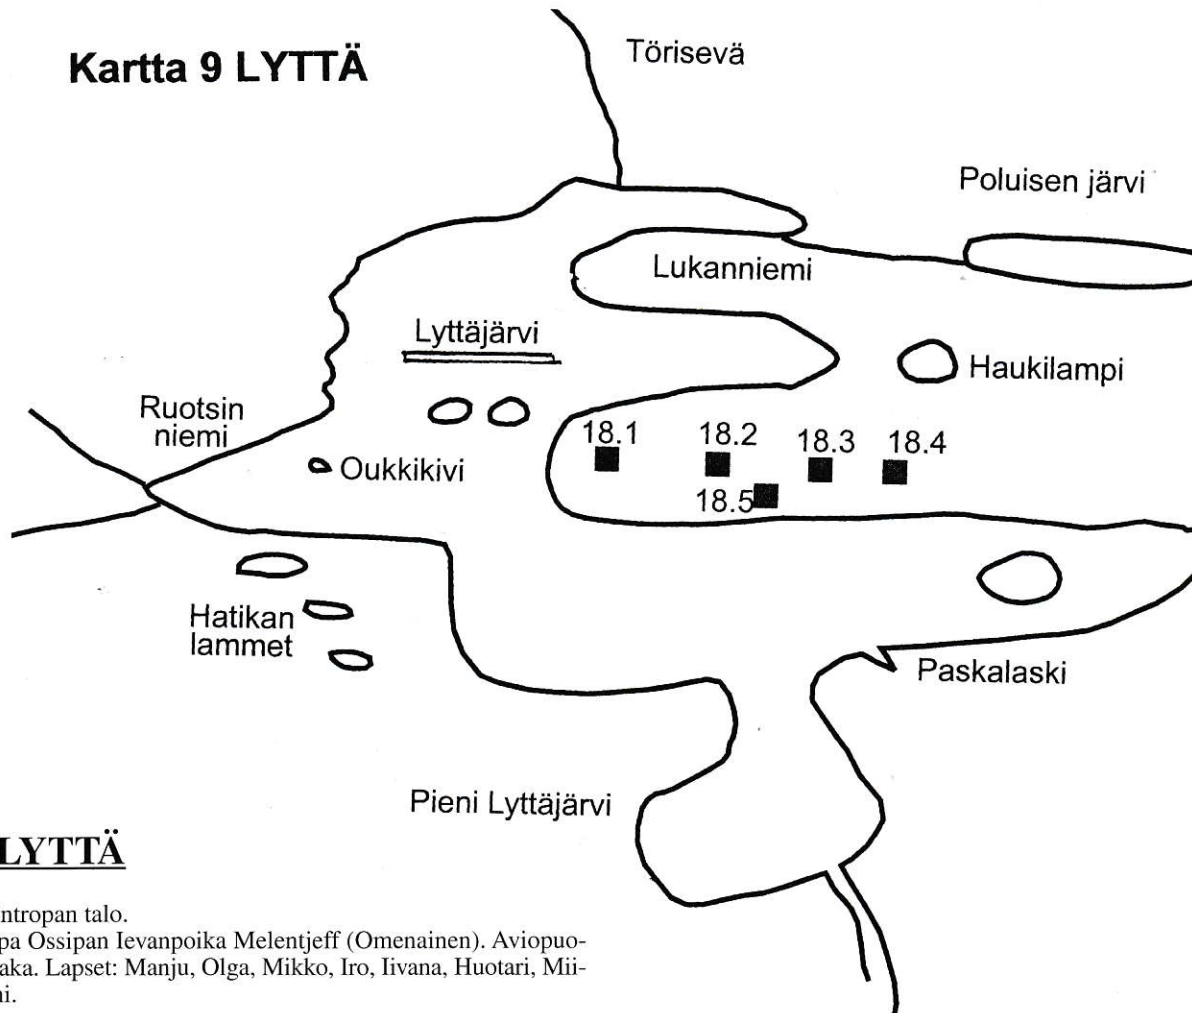 Kartta 9 LYTTÄ
Törisevä
Poluisen järvi
Lukanniemi
Lyttäjärvi
Haukilampi
Ruotsin
niemi
18.1
18.2
18.3
18.4
Oukkikivi
18.5
Hatikan
lammet
Paskalaski
Pieni Lyttäjärvi
LYTTÄ
ntropan talo.
pa Ossipan Ievanpoika Melentjeff (Omenainen). Aviopuo-
aka. Lapset: Manju, Olga, Mikko, Iro, Iivana, Huotari, Mii-
ni.